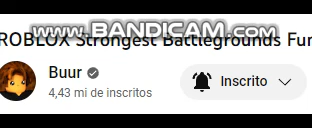 www.BANDICAM.com
ROBLOX Strongest Battlegrounds Fun
Buur
4,43 mi de inscritos
Inscrito